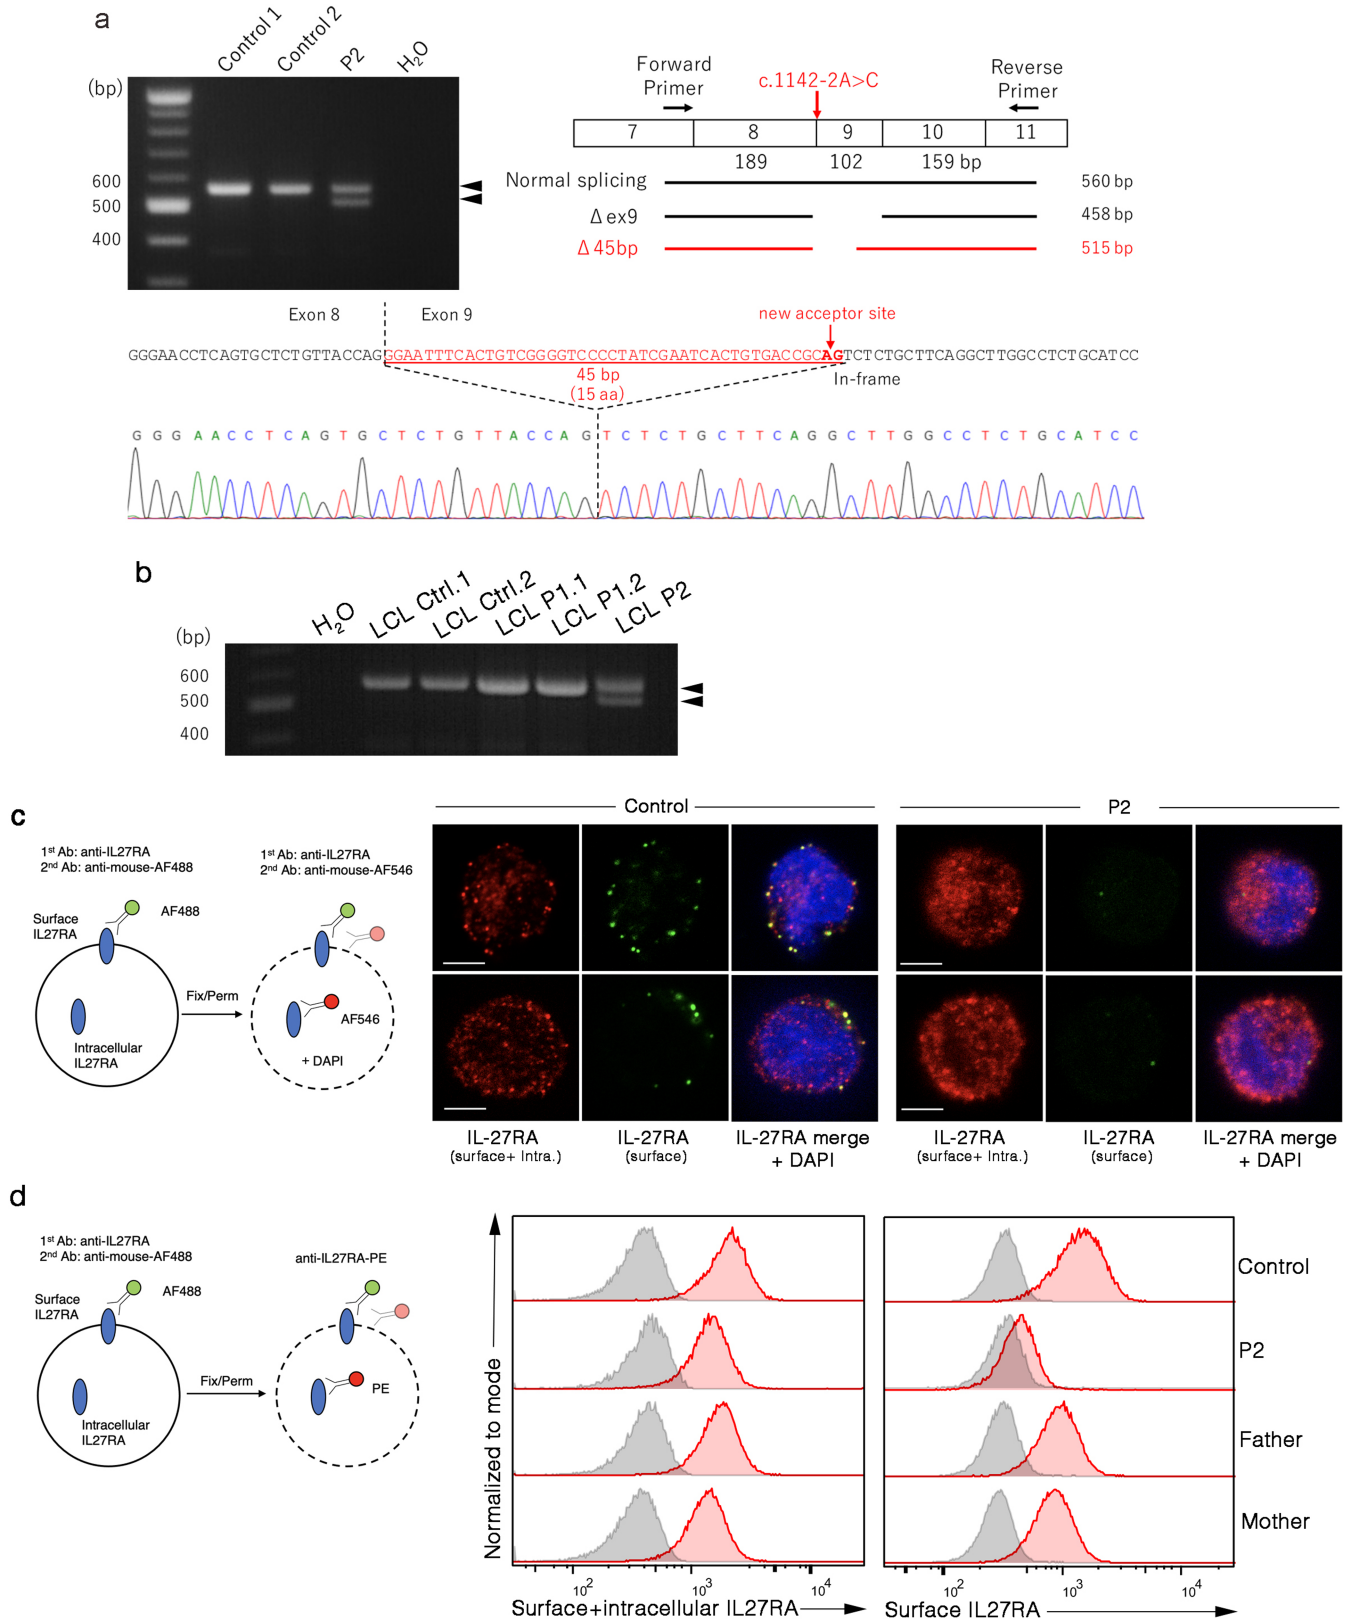 a
Control 1
Control 2
P2
H2O
(bp)
600
500
400
Forward
Primer
c.1142-2A>C
Reverse
Primer
7 8 9 10 11
189 102 159 bp
Normal splicing 560 bp
Δex9 458 bp
Δ45bp 515 bp
Exon 8 Exon 9
new acceptor site
GGGAACCTCAGTGCTCTGTTACCAGGGAATTTCACTGTCGGGGTCCCCTATCGAATCACTGTGACCGCAGTCTCTGCTTCAGGCTTGGCCTCTGCATCC
45 bp
(15 aa)
In-frame
G G G A A C C T C A G T G C T C T G T T A C C A G T C T C T G C T T C A G G C T T G G C C T C T G C A T C C
b
H2O
LCL Ctrl.1
LCL Ctrl.2
LCL P1.1
LCL P1.2
LCL P2
(bp)
600
500
400
c
1st Ab: anti-IL27RA
2nd Ab: anti-mouse-AF488
1st Ab: anti-IL27RA
2nd Ab: anti-mouse-AF546
Surface
IL27RA
AF488
Fix/Perm
AF546
Intracellular
IL27RA
+ DAPI
Control
P2
IL-27RA
(surface+ Intra.)
IL-27RA
(surface)
IL-27RA merge
+ DAPI
IL-27RA
(surface+ Intra.)
IL-27RA
(surface)
IL-27RA merge
+ DAPI
d
1st Ab: anti-IL27RA
2nd Ab: anti-mouse-AF488
anti-IL27RA-PE
Surface
IL27RA
AF488
Fix/Perm
PE
Intracellular
IL27RA
Normalized to mode
Control
P2
Father
Mother
10^2 10^3 10^4
Surface+intracellular IL27RA
10^2 10^3 10^4
Surface IL27RA